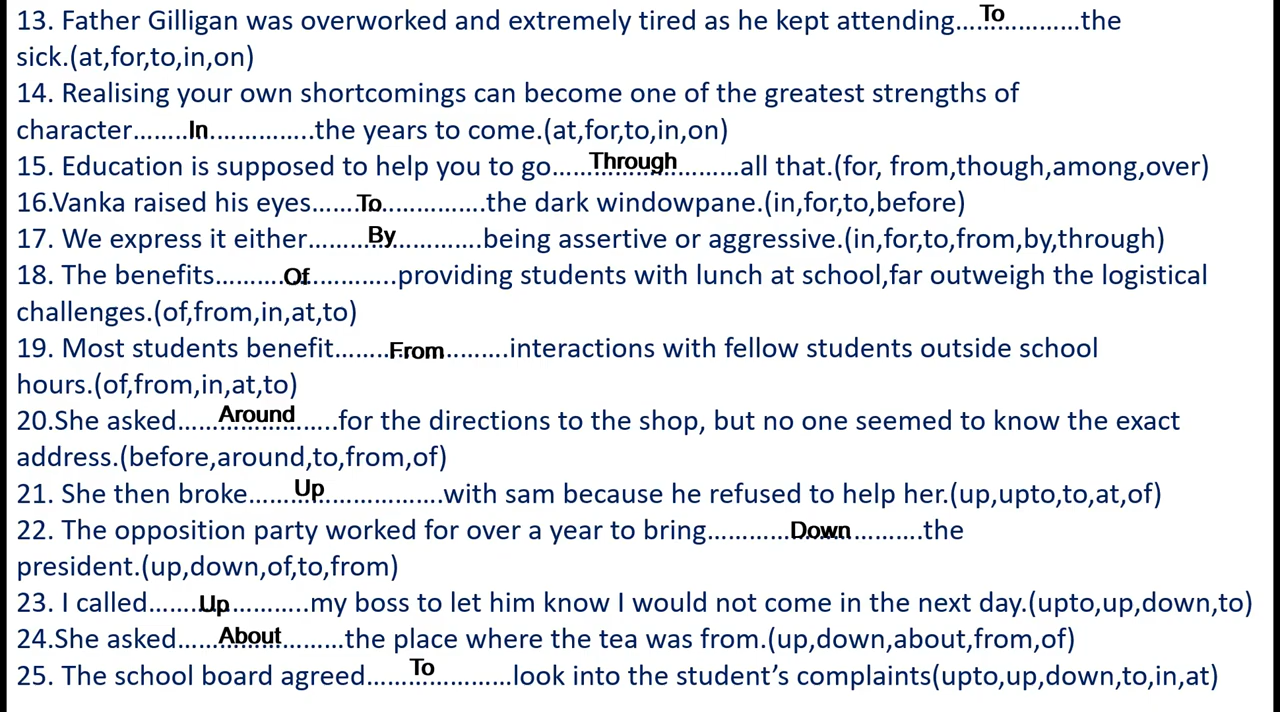 13. Father Gilligan was overworked and extremely tired as he kept attending...To...............the
sick.(at,for,to,in,on)
14. Realising your own shortcomings can become one of the greatest strengths of
character........In...............the years to come.(at,for,to,in,on)
15. Education is supposed to help you to go......Through.........all that.(for, from,though,among,over)
16.Vanka raised his eyes.......To...............the dark windowpane.(in,for,to,before)
17. We express it either.........By.............being assertive or aggressive.(in,for,to,from,by,through)
18. The benefits..........Of.............providing students with lunch at school,far outweigh the logistical
challenges.(of,from,in,at,to)
19. Most students benefit........From.........interactions with fellow students outside school
hours.(of,from,in,at,to)
20.She asked......Around......for the directions to the shop, but no one seemed to know the exact
address.(before,around,to,from,of)
21. She then broke.......Up.................with sam because he refused to help her.(up,upto,to,at,of)
22. The opposition party worked for over a year to bring............Down..........the
president.(up,down,of,to,from)
23. I called.......Up.............my boss to let him know I would not come in the next day.(upto,up,down,to)
24.She asked......About.........the place where the tea was from.(up,down,about,from,of)
25. The school board agreed......To............look into the student’s complaints(upto,up,down,to,in,at)